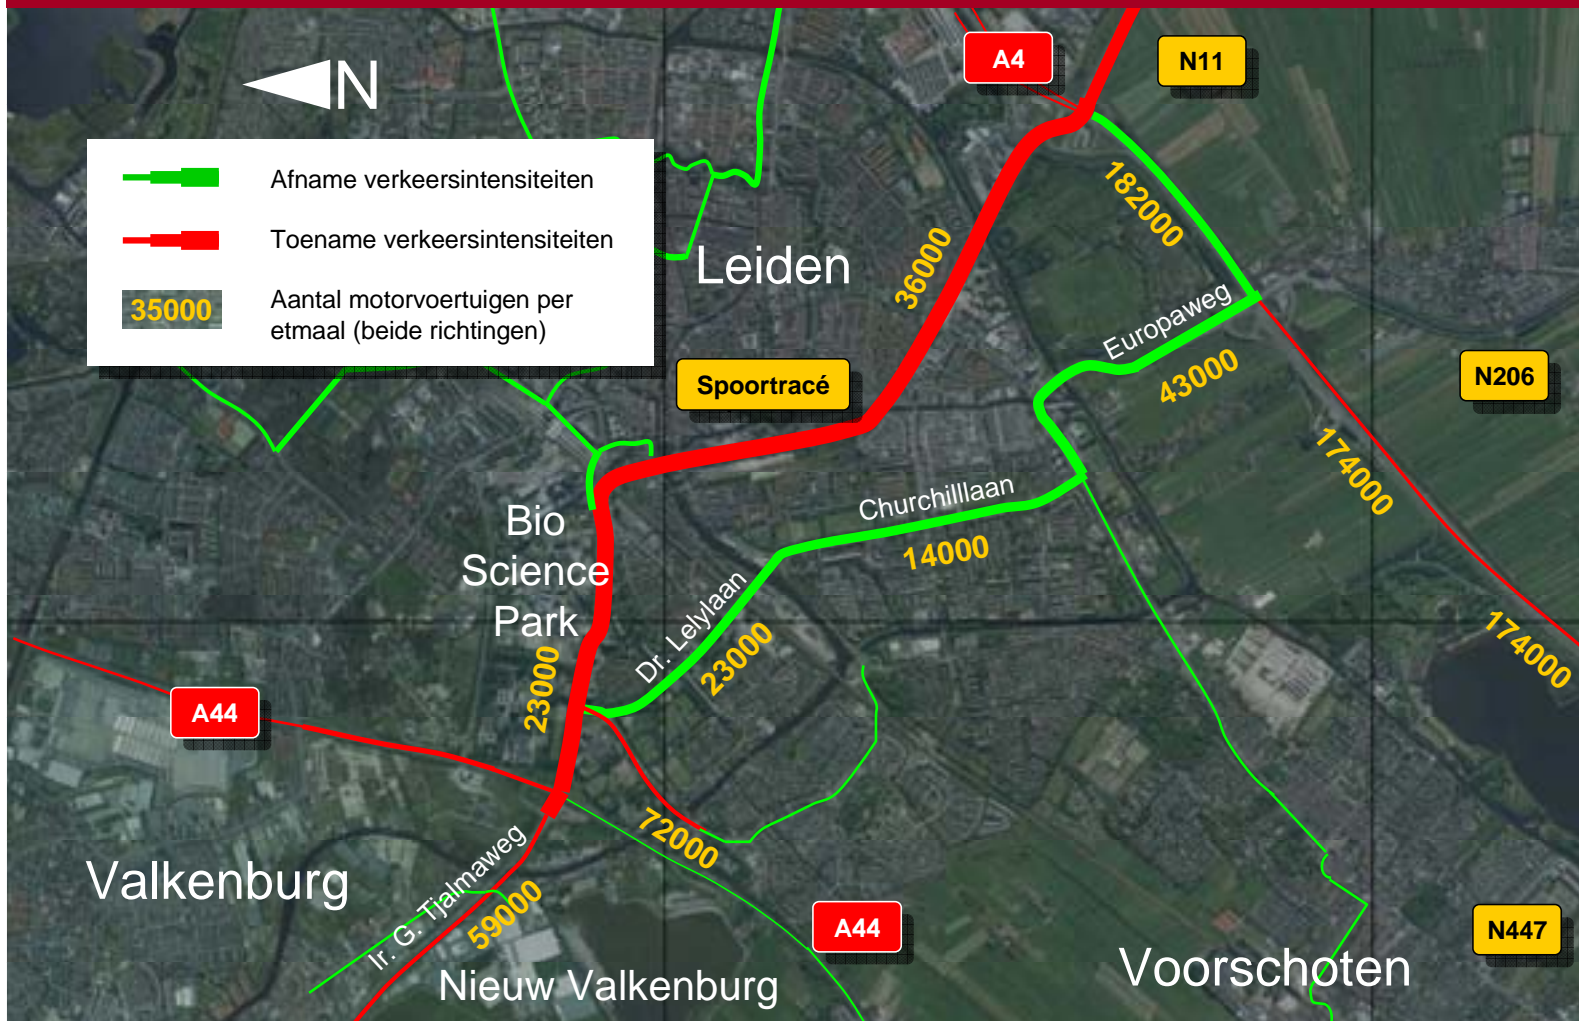 A4
N11
N
Afname verkeersintensiteiten
Toename verkeersintensiteiten
35000
Aantal motorvoertuigen per
etmaal (beide richtingen)
182000
Leiden
36000
Europaweg
43000
Spoortracé
N206
174000
Churchilllaan
14000
Bio
Science
Park
Dr. Lelylaan
23000
23000
174000
A44
72000
Valkenburg
Ir. G. Tjalmaweg
59000
A44
N447
Nieuw Valkenburg
Voorschoten